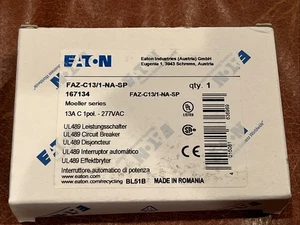 EATON
Eaton Industries (Austria) GmbH
Eugenia 1, 3943 Schrems, Austria
FAZ-C13/1-NA-SP
167134
FAZ-C13/1-NA-SP
qty. 1
Moeller series
13A C 1pol. - 277VAC
UL489 Leistungsschalter
UL489 Circuit Breaker
UL489 Disjoncteur
UL489 Interruptor automático
UL489 Effektbryter
Interruttore automatico di potenza
www.eaton.com
www.eaton.com/recycling
BL51B
MADE IN ROMANIA